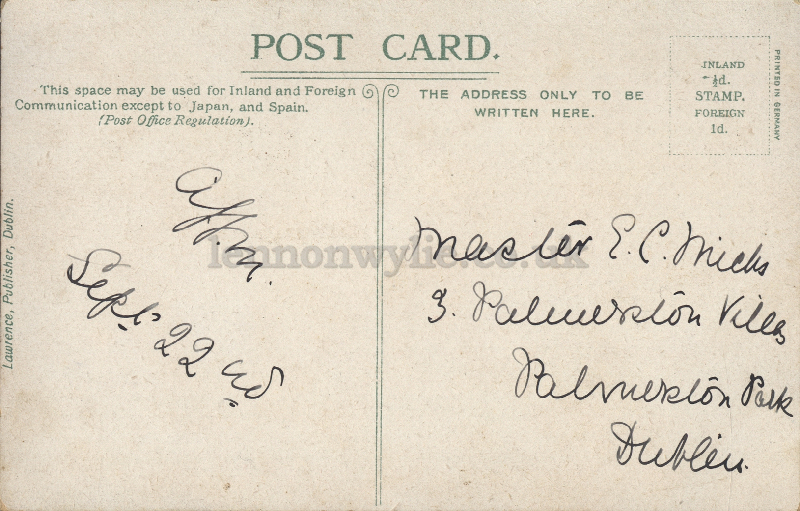 POST CARD.
This space may be used for Inland and Foreign
Communication except to Japan, and Spain.
(Post Office Regulation).
THE ADDRESS ONLY TO BE
WRITTEN HERE.
INLAND
½d.
STAMP.
FOREIGN
1d.
PRINTED IN GERMANY
Lawrence, Publisher, Dublin.
Sept 22nd
lennonwylie.co.uk
Master E. C. Micks
3. Palmerston Villas
Palmerston Park
Dublin.